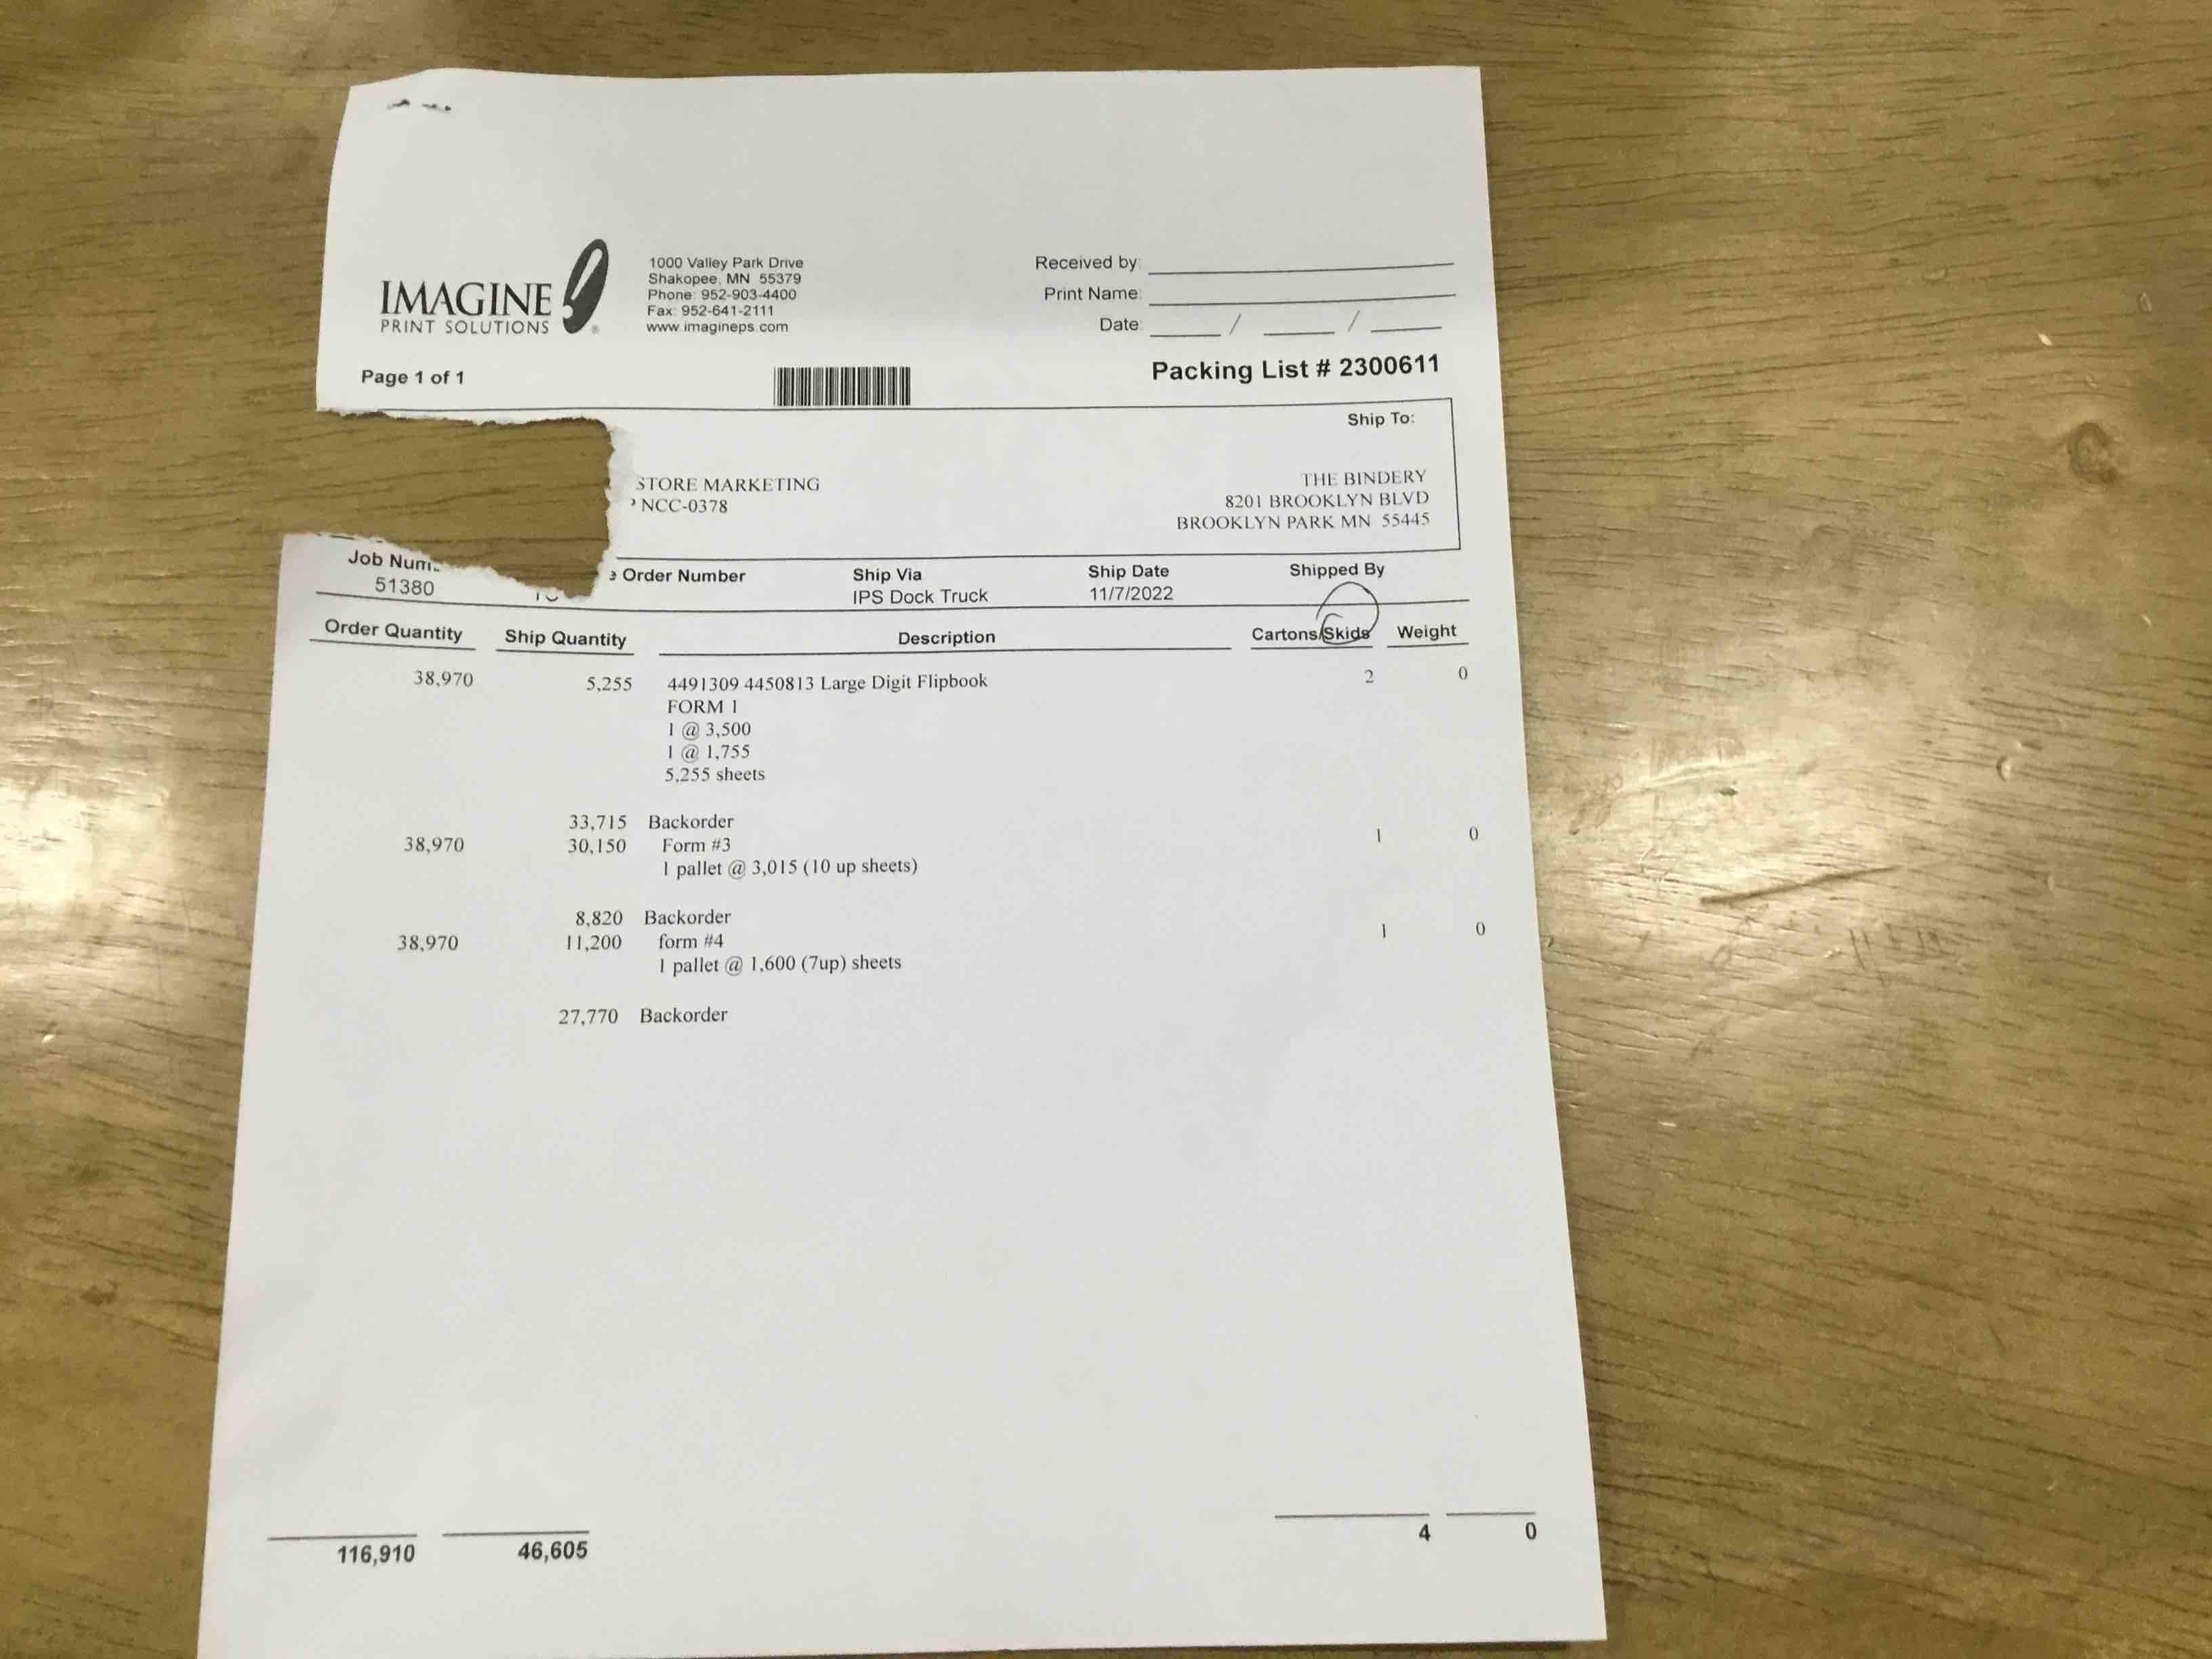 IMAGINE
PRINT SOLUTIONS
1000 Valley Park Drive
Shakopee, MN 55379
Phone: 952-903-4400
Fax: 952-641-2111
www.imagineps.com
Received by:
Print Name:
Date: / /
Page 1 of 1
Packing List # 2300611
Ship To:
STORE MARKETING
NCC-0378
THE BINDERY
8201 BROOKLYN BLVD
BROOKLYN PARK MN 55445
Job Num Order Number Ship Via Ship Date Shipped By
51380 IPS Dock Truck 11/7/2022
Order Quantity Ship Quantity Description Cartons/Skids Weight
38,970 5,255 4491309 4450813 Large Digit Flipbook 2 0
FORM 1
1 @ 3,500
1 @ 1,755
5,255 sheets
33,715 Backorder
38,970 30,150 Form #3 1 0
1 pallet @ 3,015 (10 up sheets)
8,820 Backorder
38,970 11,200 form #4 1 0
1 pallet @ 1,600 (7up) sheets
27,770 Backorder
116,910 46,605 4 0